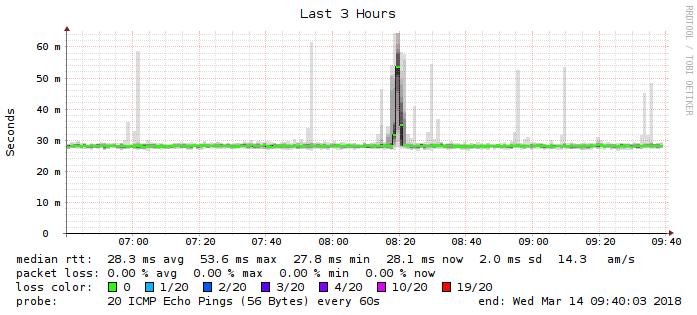 Last 3 Hours
RRDTOOL / TOBI OETIKER
Seconds
60 m
50 m
40 m
30 m
20 m
10 m
0
07:00 07:20 07:40 08:00 08:20 08:40 09:00 09:20 09:40
median rtt: 28.3 ms avg 53.6 ms max 27.8 ms min 28.1 ms now 2.0 ms sd 14.3 am/s
packet loss: 0.00 % avg 0.00 % max 0.00 % min 0.00 % now
loss color: 0 1/20 2/20 3/20 4/20 10/20 19/20
probe: 20 ICMP Echo Pings (56 Bytes) every 60s end: Wed Mar 14 09:40:03 2018